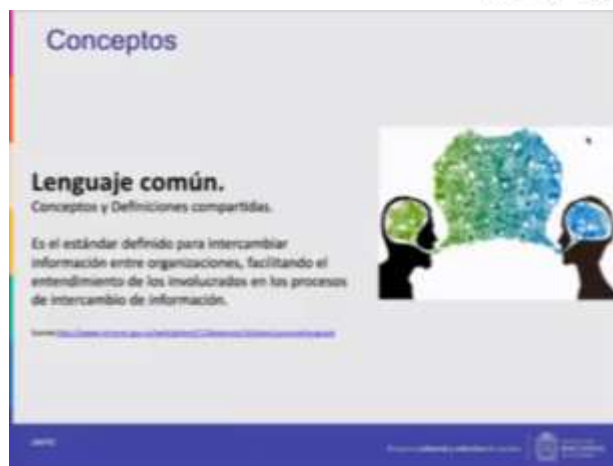 Conceptos
Lenguaje común.
Conceptos y Definiciones compartidas.
Es el estándar definido para intercambiar
información entre organizaciones, facilitando el
entendimiento de los involucrados en los procesos
de intercambio de información.